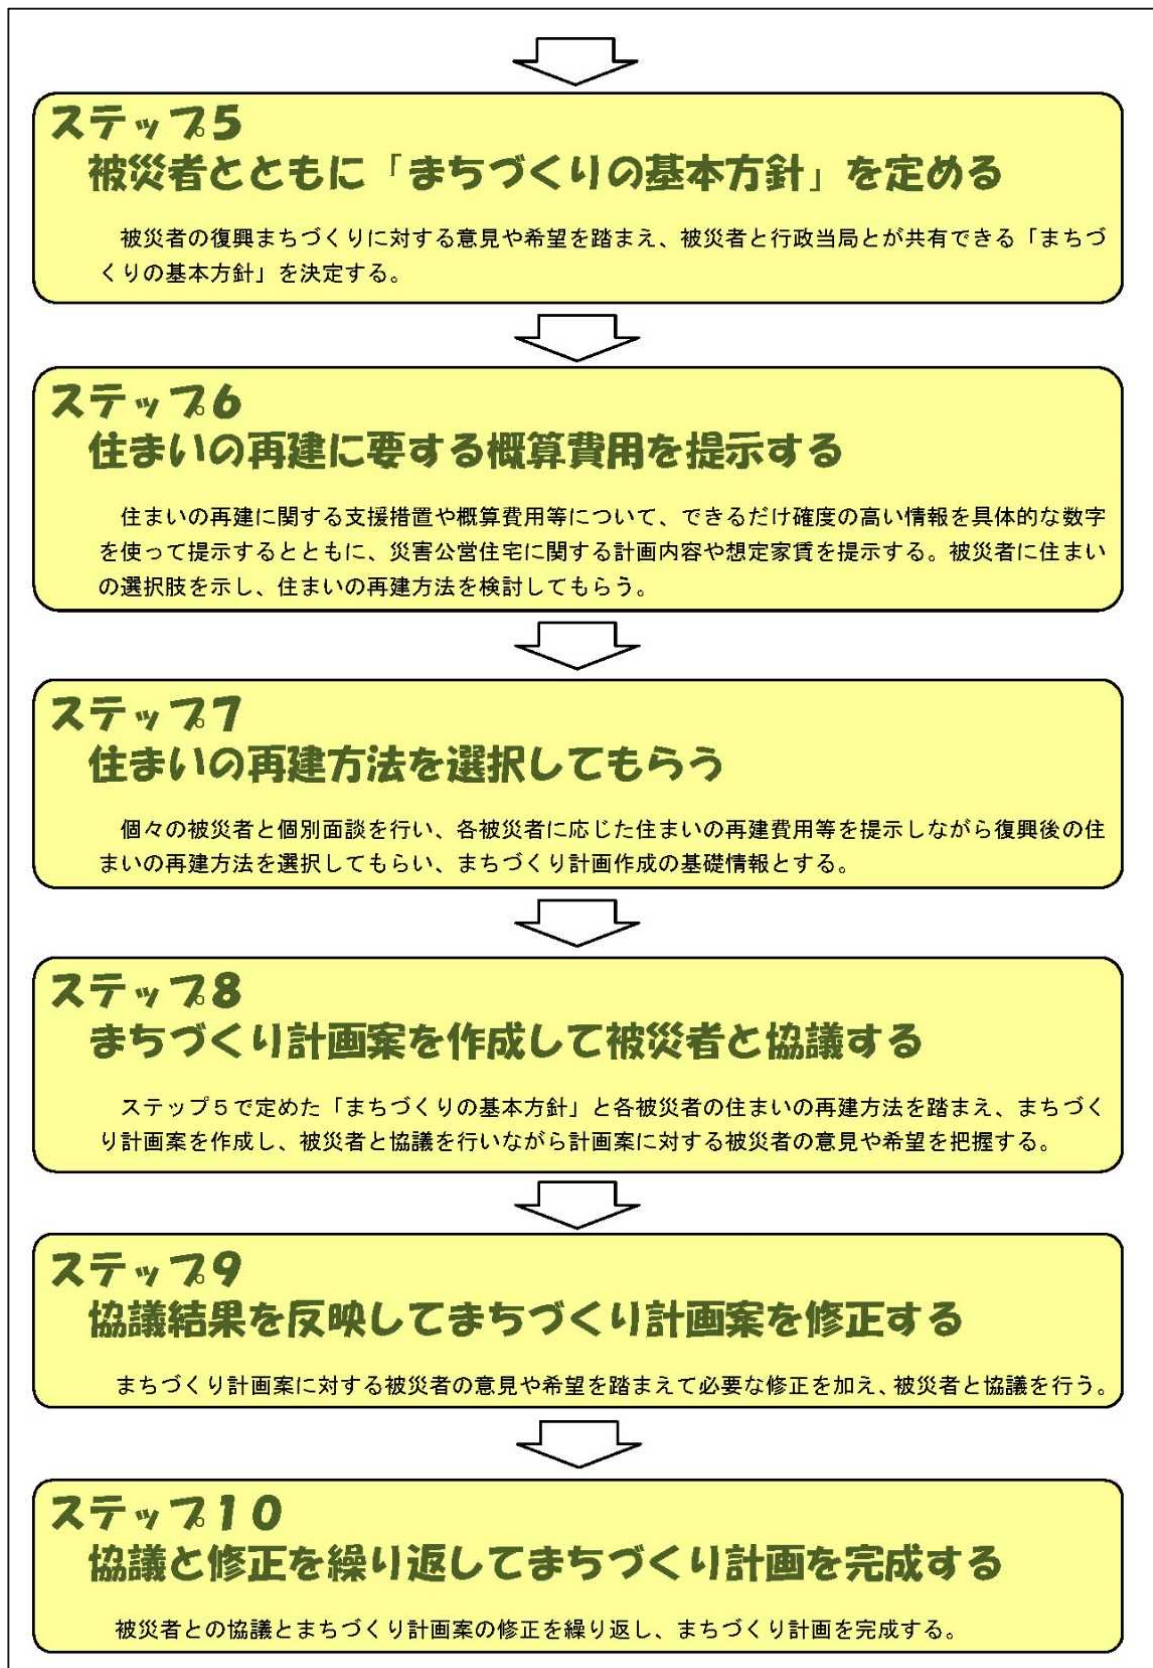 ステップ5
被災者とともに「まちづくりの基本方針」を定める
被災者の復興まちづくりに対する意見や希望を踏まえ、被災者と行政当局とが共有できる「まちづ
くりの基本方針」を決定する。
ステップ6
住まいの再建に要する概算費用を提示する
住まいの再建に関する支援措置や概算費用等について、できるだけ確度の高い情報を具体的な数字
を使って提示するとともに、災害公営住宅に関する計画内容や想定家賃を提示する。被災者に住まい
の選択肢を示し、住まいの再建方法を検討してもらう。
ステップ7
住まいの再建方法を選択してもらう
個々の被災者と個別面談を行い、各被災者に応じた住まいの再建費用等を提示しながら復興後の住
まいの再建方法を選択してもらい、まちづくり計画作成の基礎情報とする。
ステップ8
まちづくり計画案を作成して被災者と協議する
ステップ5で定めた「まちづくりの基本方針」と各被災者の住まいの再建方法を踏まえ、まちづく
り計画案を作成し、被災者と協議を行いながら計画案に対する被災者の意見や希望を把握する。
ステップ9
協議結果を反映してまちづくり計画案を修正する
まちづくり計画案に対する被災者の意見や希望を踏まえて必要な修正を加え、被災者と協議を行う。
ステップ10
協議と修正を繰り返してまちづくり計画を完成する
被災者との協議とまちづくり計画案の修正を繰り返し、まちづくり計画を完成する。